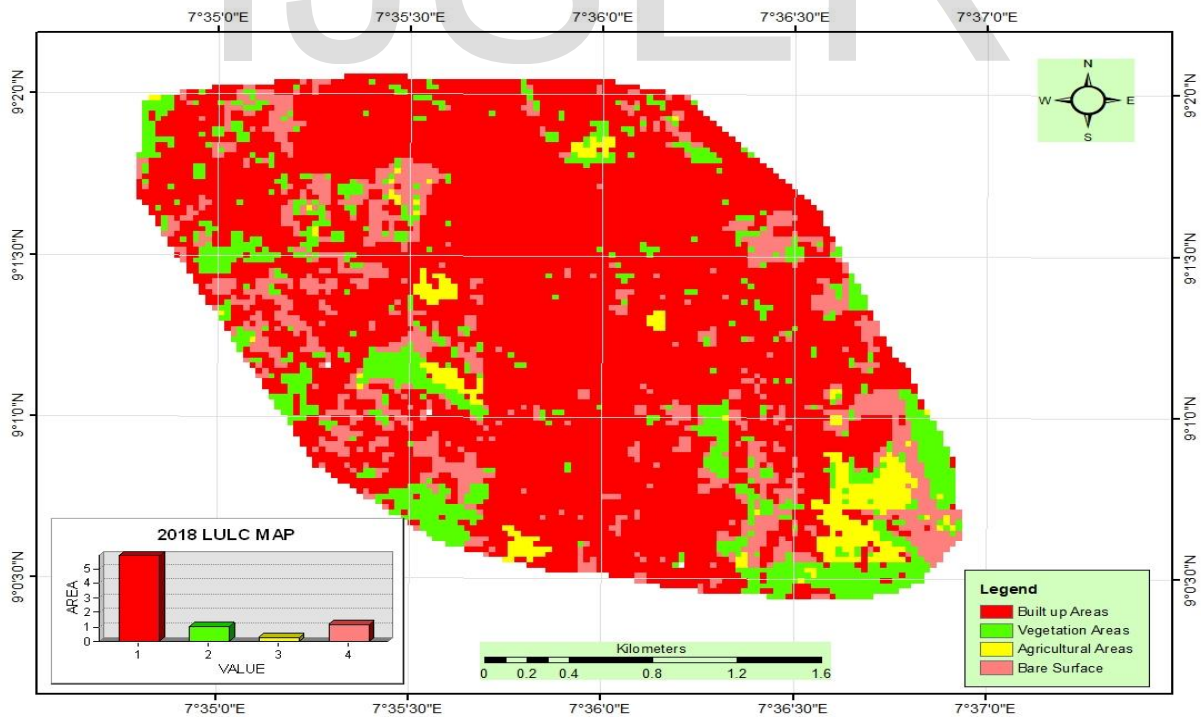 IJSER
7°35'0"E 7°35'30"E 7°36'0"E 7°36'30"E 7°37'0"E
N
W E
S
9°2'0"N 9°2'0"N
9°1'30"N 9°1'30"N
9°1'0"N 9°1'0"N
9°0'30"N 9°0'30"N
2018 LULC MAP
AREA
5
4
3
2
1
0
1 2 3 4
VALUE
Kilometers
0 0.2 0.4 0.8 1.2 1.6
Legend
Built up Areas
Vegetation Areas
Agricultural Areas
Bare Surface
7°35'0"E 7°35'30"E 7°36'0"E 7°36'30"E 7°37'0"E